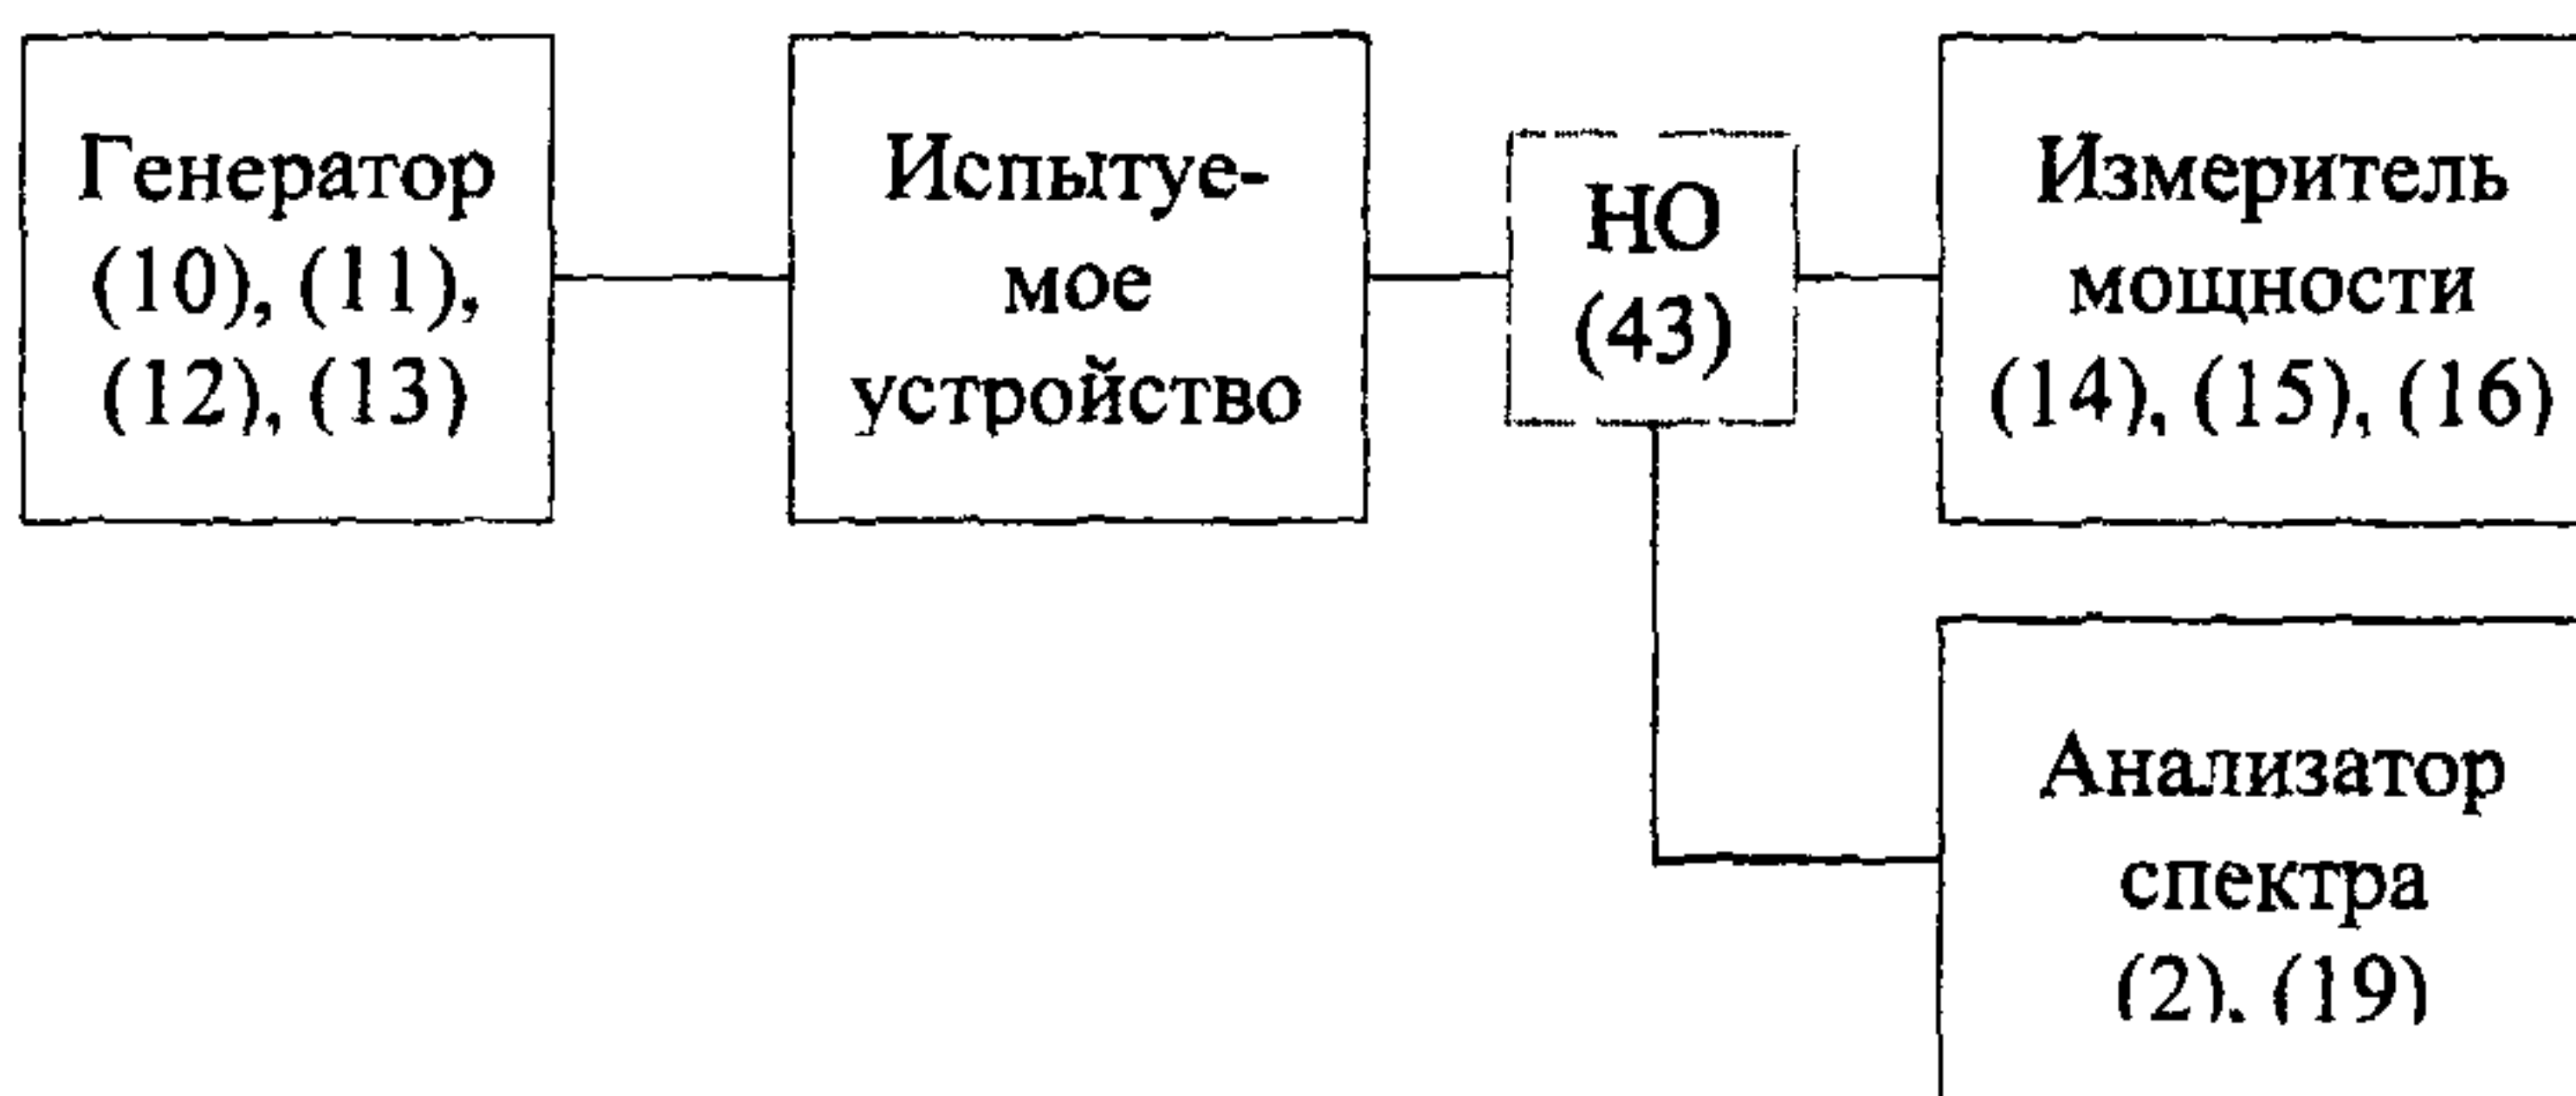 Генератор
(10), (11),
(12), (13)
Испытуе-
мое
устройство
НО
(43)
Измеритель
мощности
(14), (15), (16)
Анализатор
спектра
(2), (19)